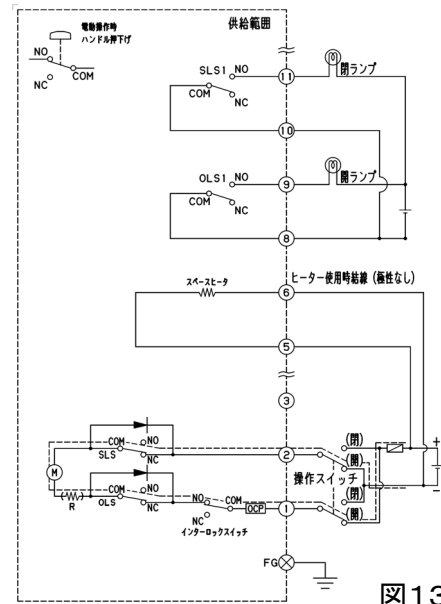 電動操作時
ハンドル押下げ
供給範囲
NO
COM
NC
SLS1
NO
COM
NC
11
閉ランプ
10
OLS1
NO
COM
NC
9
開ランプ
8
スペースヒータ
6
ヒーター使用時結線 (極性なし)
5
3
COM
NO
SLS
NC
2
(閉)
(開)
+
-
M
COM
NO
R
OLS
NC
NO
COM
NC
OCP
インターロックスイッチ
1
操作スイッチ
(閉)
(開)
FG
図13